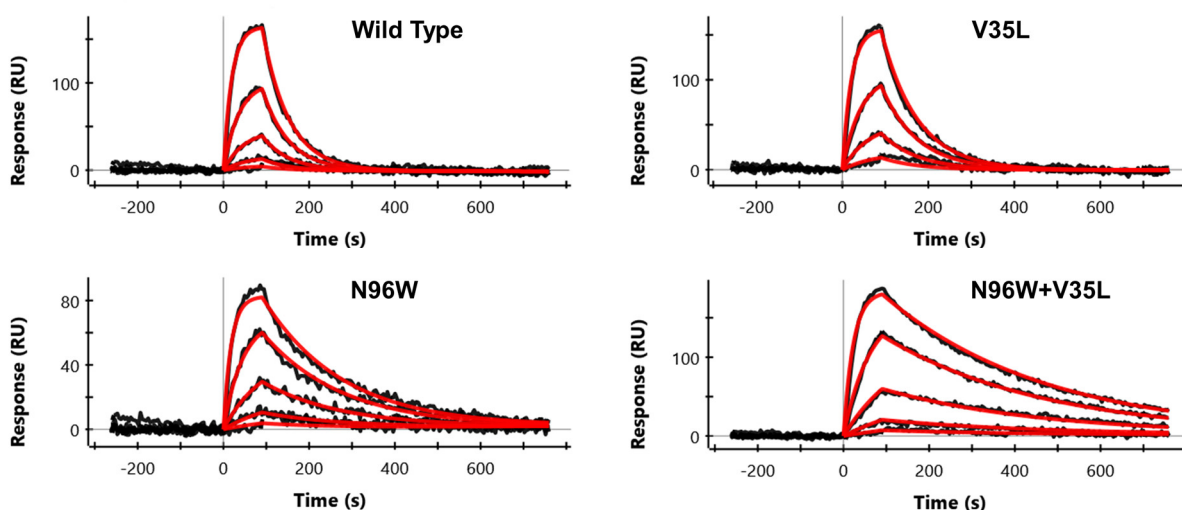 Wild Type
Response (RU)
100
0
-200 0 200 400 600
Time (s)
V35L
Response (RU)
100
0
-200 0 200 400 600
Time (s)
N96W
Response (RU)
80
40
0
-200 0 200 400 600
Time (s)
N96W+V35L
Response (RU)
100
0
-200 0 200 400 600
Time (s)